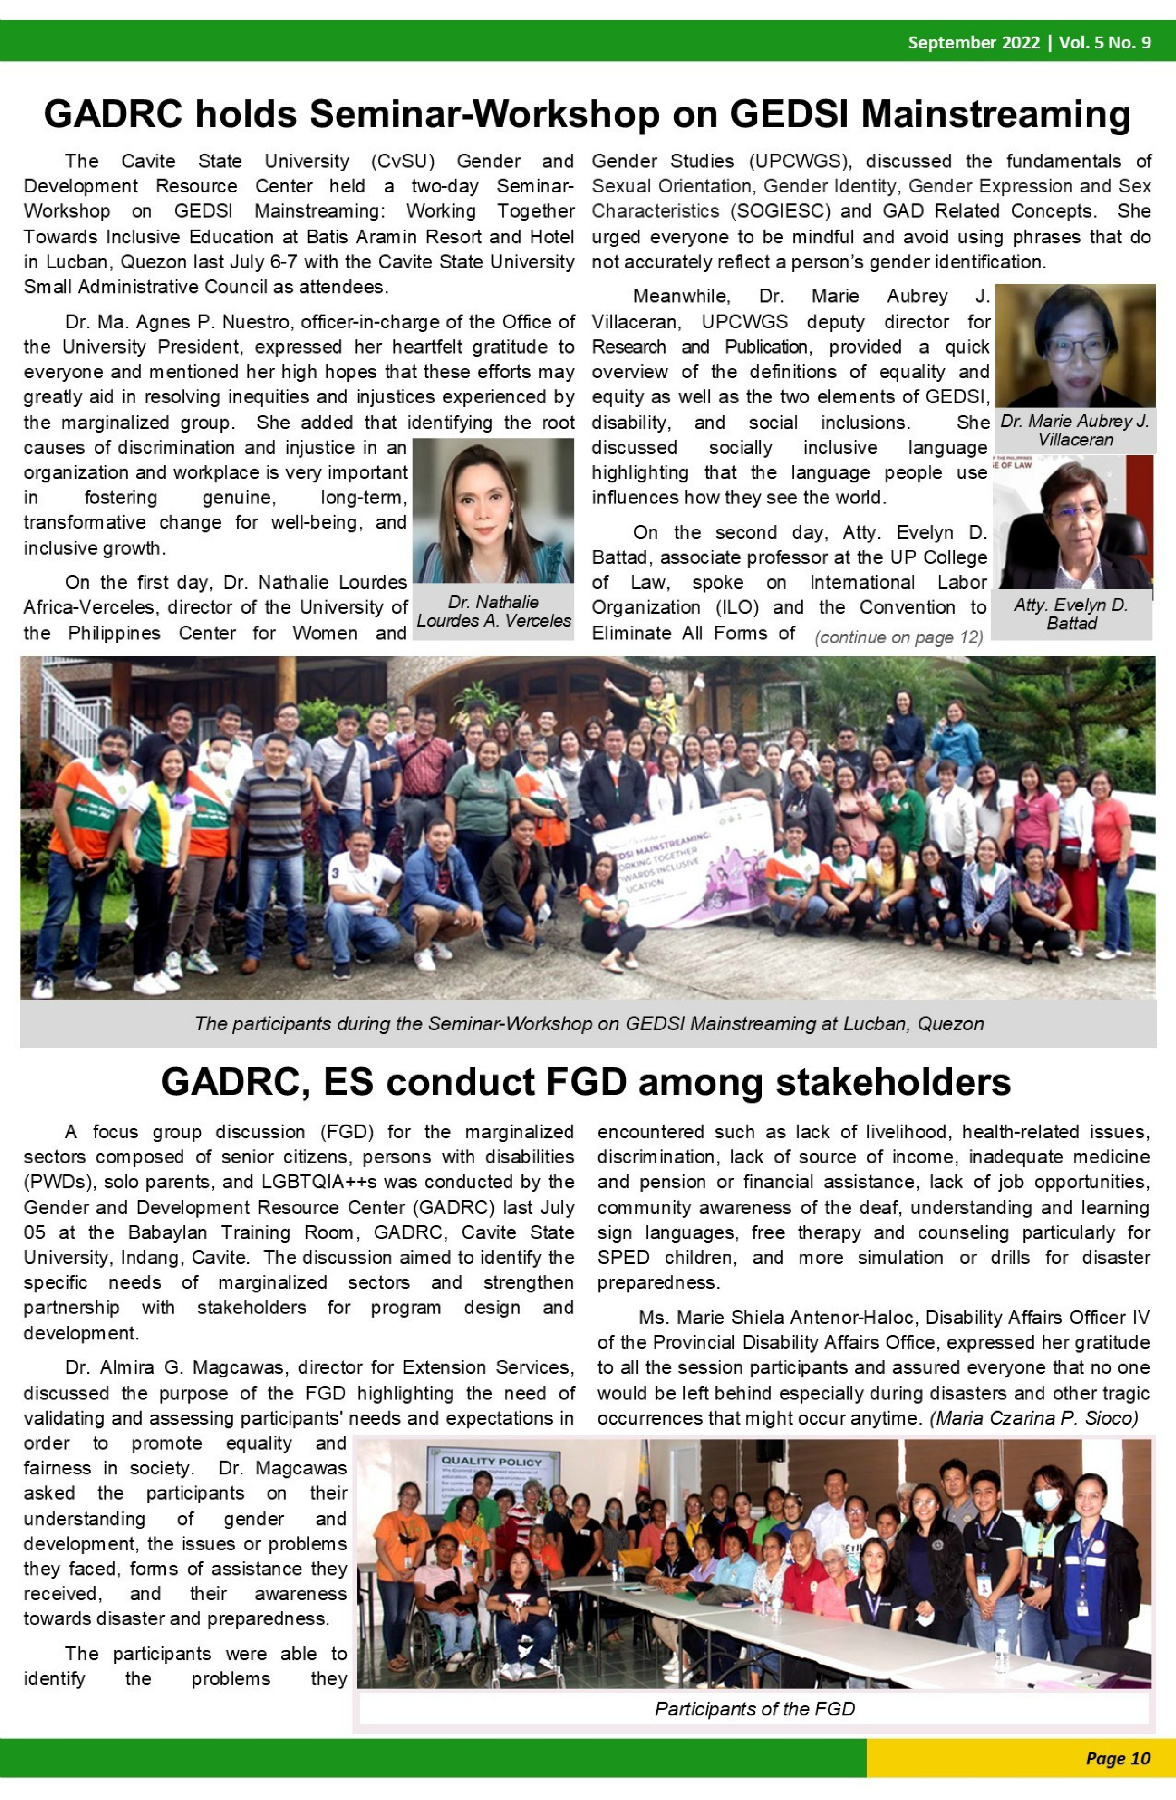 September 2022 | Vol. 5 No. 9
GADRC holds Seminar-Workshop on GEDSI Mainstreaming
The Cavite State University (CvSU) Gender and
Development Resource Center held a two-day Seminar-
Workshop on GEDSI Mainstreaming: Working Together
Towards Inclusive Education at Batis Aramin Resort and Hotel
in Lucban, Quezon last July 6-7 with the Cavite State University
Small Administrative Council as attendees.
Dr. Ma. Agnes P. Nuestro, officer-in-charge of the Office of
the University President, expressed her heartfelt gratitude to
everyone and mentioned her high hopes that these efforts may
greatly aid in resolving inequities and injustices experienced by
the marginalized group. She added that identifying the root
causes of discrimination and injustice in an
organization and workplace is very important
in fostering genuine, long-term,
transformative change for well-being, and
inclusive growth.
On the first day, Dr. Nathalie Lourdes
Africa-Verceles, director of the University of
the Philippines Center for Women and
Dr. Nathalie
Lourdes A. Verceles
Gender Studies (UPCWGS), discussed the fundamentals of
Sexual Orientation, Gender Identity, Gender Expression and Sex
Characteristics (SOGIESC) and GAD Related Concepts. She
urged everyone to be mindful and avoid using phrases that do
not accurately reflect a person's gender identification.
Meanwhile, Dr. Marie Aubrey J.
Villaceran, UPCWGS deputy director for
Research and Publication, provided a quick
overview of the definitions of equality and
equity as well as the two elements of GEDSI,
disability, and social inclusions. She
discussed socially inclusive language
highlighting that the language people use
influences how they see the world.
On the second day, Atty. Evelyn D.
Battad, associate professor at the UP College
of Law, spoke on International Labor
Organization (ILO) and the Convention to
Eliminate All Forms of (continue on page 12)
Dr. Marie Aubrey J.
Villaceran
OF THE PHILIPPINES
GE OF LAW
Atty. Evelyn D.
Battad
DSI MAINSTREAMING:
ORKING TOGETHER
WARDS INCLUSIVE
UCATION
The participants during the Seminar-Workshop on GEDSI Mainstreaming at Lucban, Quezon
GADRC, ES conduct FGD among stakeholders
A focus group discussion (FGD) for the marginalized
sectors composed of senior citizens, persons with disabilities
(PWDs), solo parents, and LGBTQIA++s was conducted by the
Gender and Development Resource Center (GADRC) last July
05 at the Babaylan Training Room, GADRC, Cavite State
University, Indang, Cavite. The discussion aimed to identify the
specific needs of marginalized sectors and strengthen
partnership with stakeholders for program design and
development.
Dr. Almira G. Magcawas, director for Extension Services,
discussed the purpose of the FGD highlighting the need of
validating and assessing participants' needs and expectations in
order to promote equality and
fairness in society. Dr. Magcawas
asked the participants on their
understanding of gender and
development, the issues or problems
they faced, forms of assistance they
received, and their awareness
towards disaster and preparedness.
The participants were able to
identify the problems they
encountered such as lack of livelihood, health-related issues,
discrimination, lack of source of income, inadequate medicine
and pension or financial assistance, lack of job opportunities,
community awareness of the deaf, understanding and learning
sign languages, free therapy and counseling particularly for
SPED children, and more simulation or drills for disaster
preparedness.
Ms. Marie Shiela Antenor-Haloc, Disability Affairs Officer IV
of the Provincial Disability Affairs Office, expressed her gratitude
to all the session participants and assured everyone that no one
would be left behind especially during disasters and other tragic
occurrences that might occur anytime. (Maria Czarina P. Sioco)
QUALITY POLICY
Participants of the FGD
Page 10